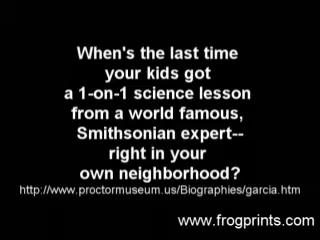 When's the last time
your kids got
a 1-on-1 science lesson
from a world famous,
Smithsonian expert--
right in your
own neighborhood?
http://www.proctormuseum.us/Biographies/garcia.htm
www.frogprints.com